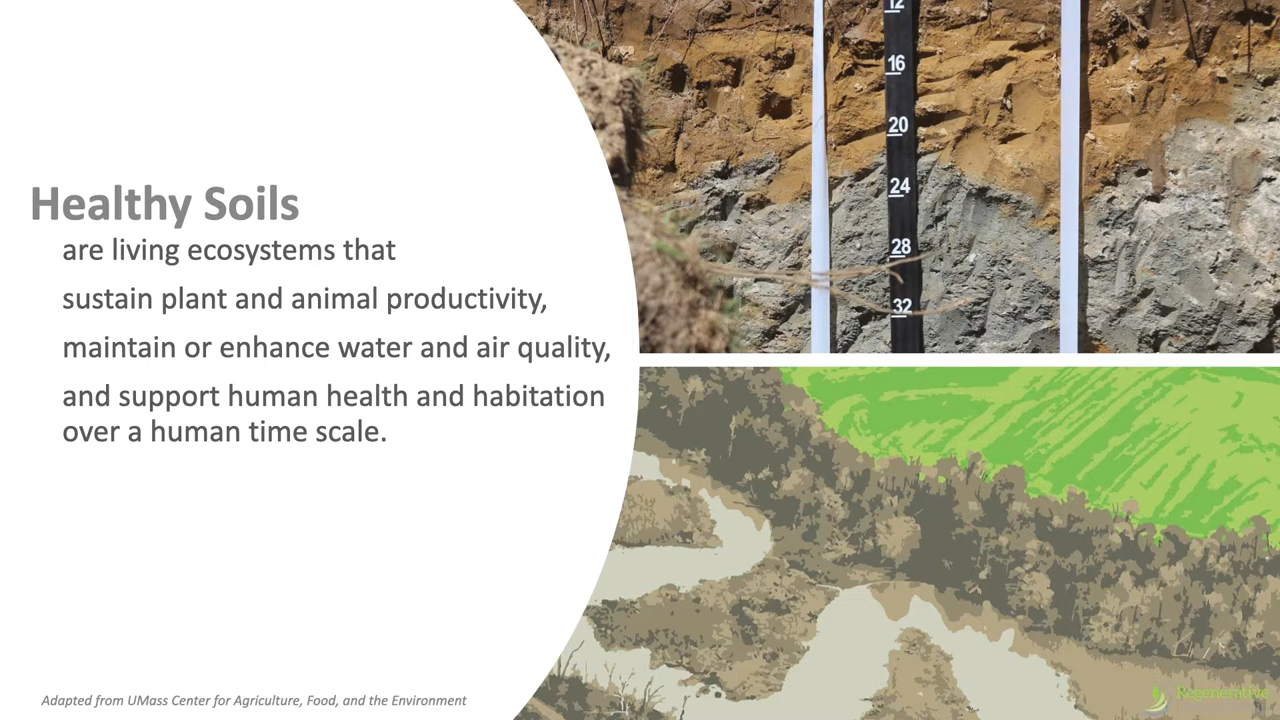 Healthy Soils
are living ecosystems that
sustain plant and animal productivity,
maintain or enhance water and air quality,
and support human health and habitation
over a human time scale.
Adapted from UMass Center for Agriculture, Food, and the Environment
12
16
20
24
28
32
Regenerative